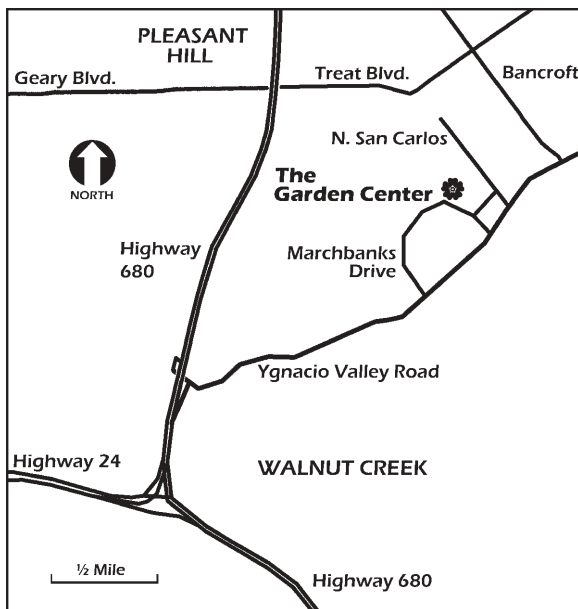 PLEASANT
HILL
Geary Blvd.
Treat Blvd.
Bancroft
N. San Carlos
NORTH
The
Garden Center
Highway
680
Marchbanks
Drive
Ygnacio Valley Road
Highway 24
WALNUT CREEK
½ Mile
Highway 680